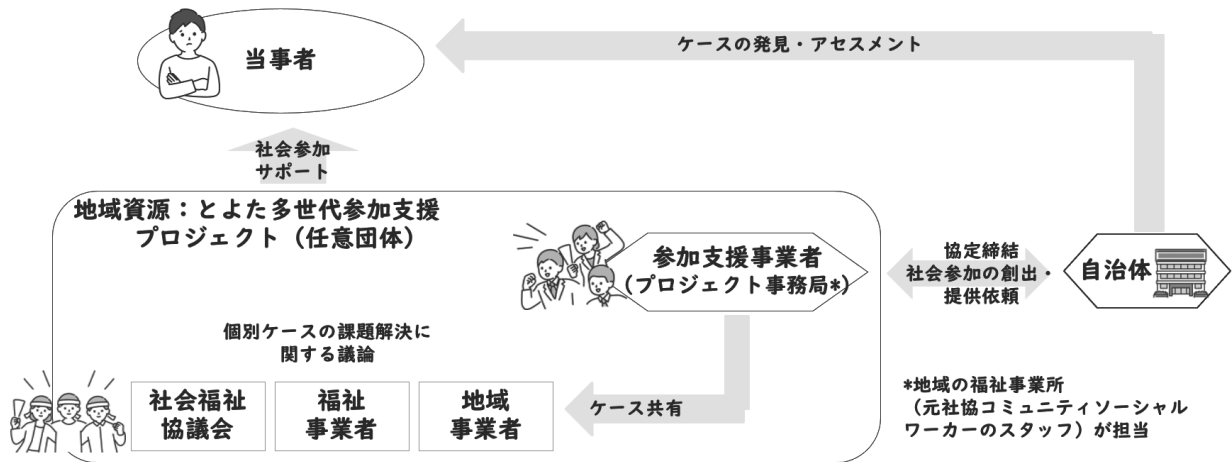 当事者
ケースの発見・アセスメント
社会参加
サポート
地域資源：とよた多世代参加支援
プロジェクト（任意団体）
参加支援事業者
（プロジェクト事務局*）
協定締結
社会参加の創出・
提供依頼
自治体
個別ケースの課題解決に
関する議論
社会福祉
協議会
福祉
事業者
地域
事業者
ケース共有
*地域の福祉事業所
（元社協コミュニティソーシャル
ワーカーのスタッフ）が担当